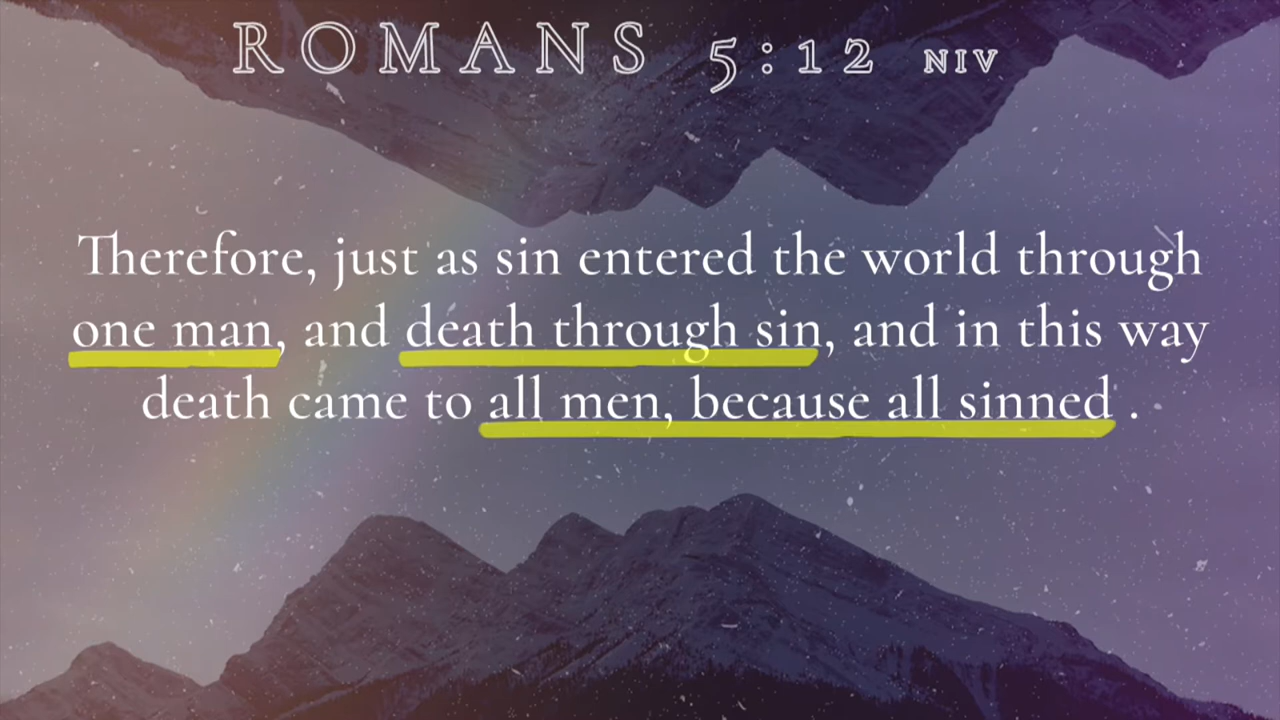 ROMANS 5:12 NIV
Therefore, just as sin entered the world through
one man, and death through sin, and in this way
death came to all men, because all sinned .